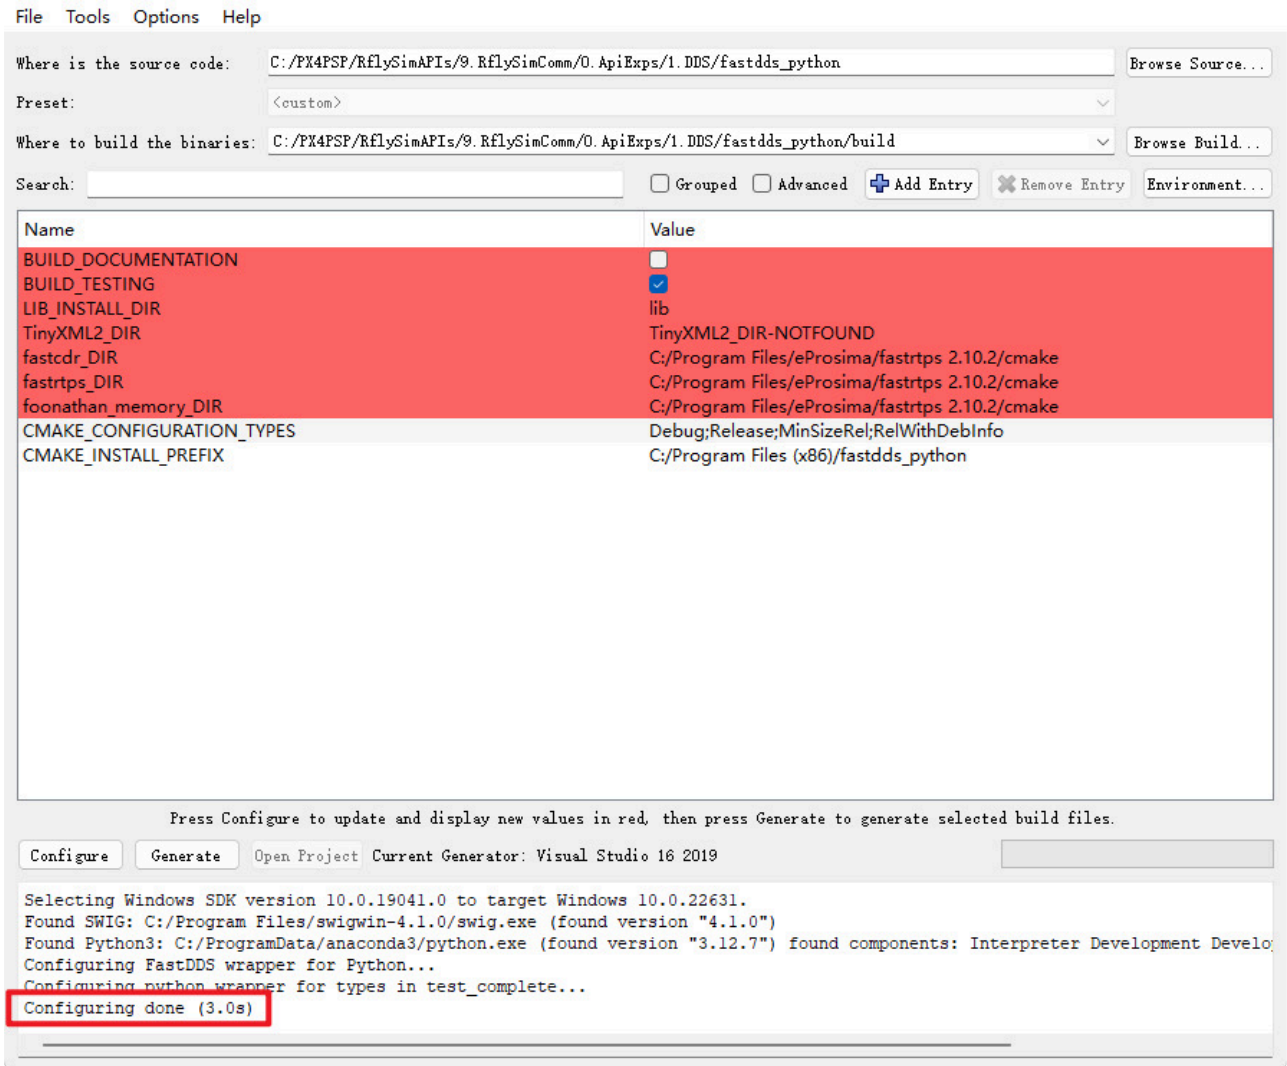 File Tools Options Help
Where is the source code: C:/PX4PSP/RflySimAPIs/9.RflySimComm/0.ApiExps/1.DDS/fastdds_python Browse Source...
Preset: <custom>
Where to build the binaries: C:/PX4PSP/RflySimAPIs/9.RflySimComm/0.ApiExps/1.DDS/fastdds_python/build Browse Build...
Search: Grouped Advanced Add Entry Remove Entry Environment...
Name Value
BUILD_DOCUMENTATION
BUILD_TESTING
LIB_INSTALL_DIR lib
TinyXML2_DIR TinyXML2_DIR-NOTFOUND
fastcdr_DIR C:/Program Files/eProsima/fastrtps 2.10.2/cmake
fastrtps_DIR C:/Program Files/eProsima/fastrtps 2.10.2/cmake
foonathan_memory_DIR C:/Program Files/eProsima/fastrtps 2.10.2/cmake
CMAKE_CONFIGURATION_TYPES Debug;Release;MinSizeRel;RelWithDebInfo
CMAKE_INSTALL_PREFIX C:/Program Files (x86)/fastdds_python
Press Configure to update and display new values in red, then press Generate to generate selected build files.
Configure Generate Open Project Current Generator: Visual Studio 16 2019
Selecting Windows SDK version 10.0.19041.0 to target Windows 10.0.22631.
Found SWIG: C:/Program Files/swigwin-4.1.0/swig.exe (found version "4.1.0")
Found Python3: C:/ProgramData/anaconda3/python.exe (found version "3.12.7") found components: Interpreter Development Develo
Configuring FastDDS wrapper for Python...
Configuring python wrapper for types in test_complete...
Configuring done (3.0s)